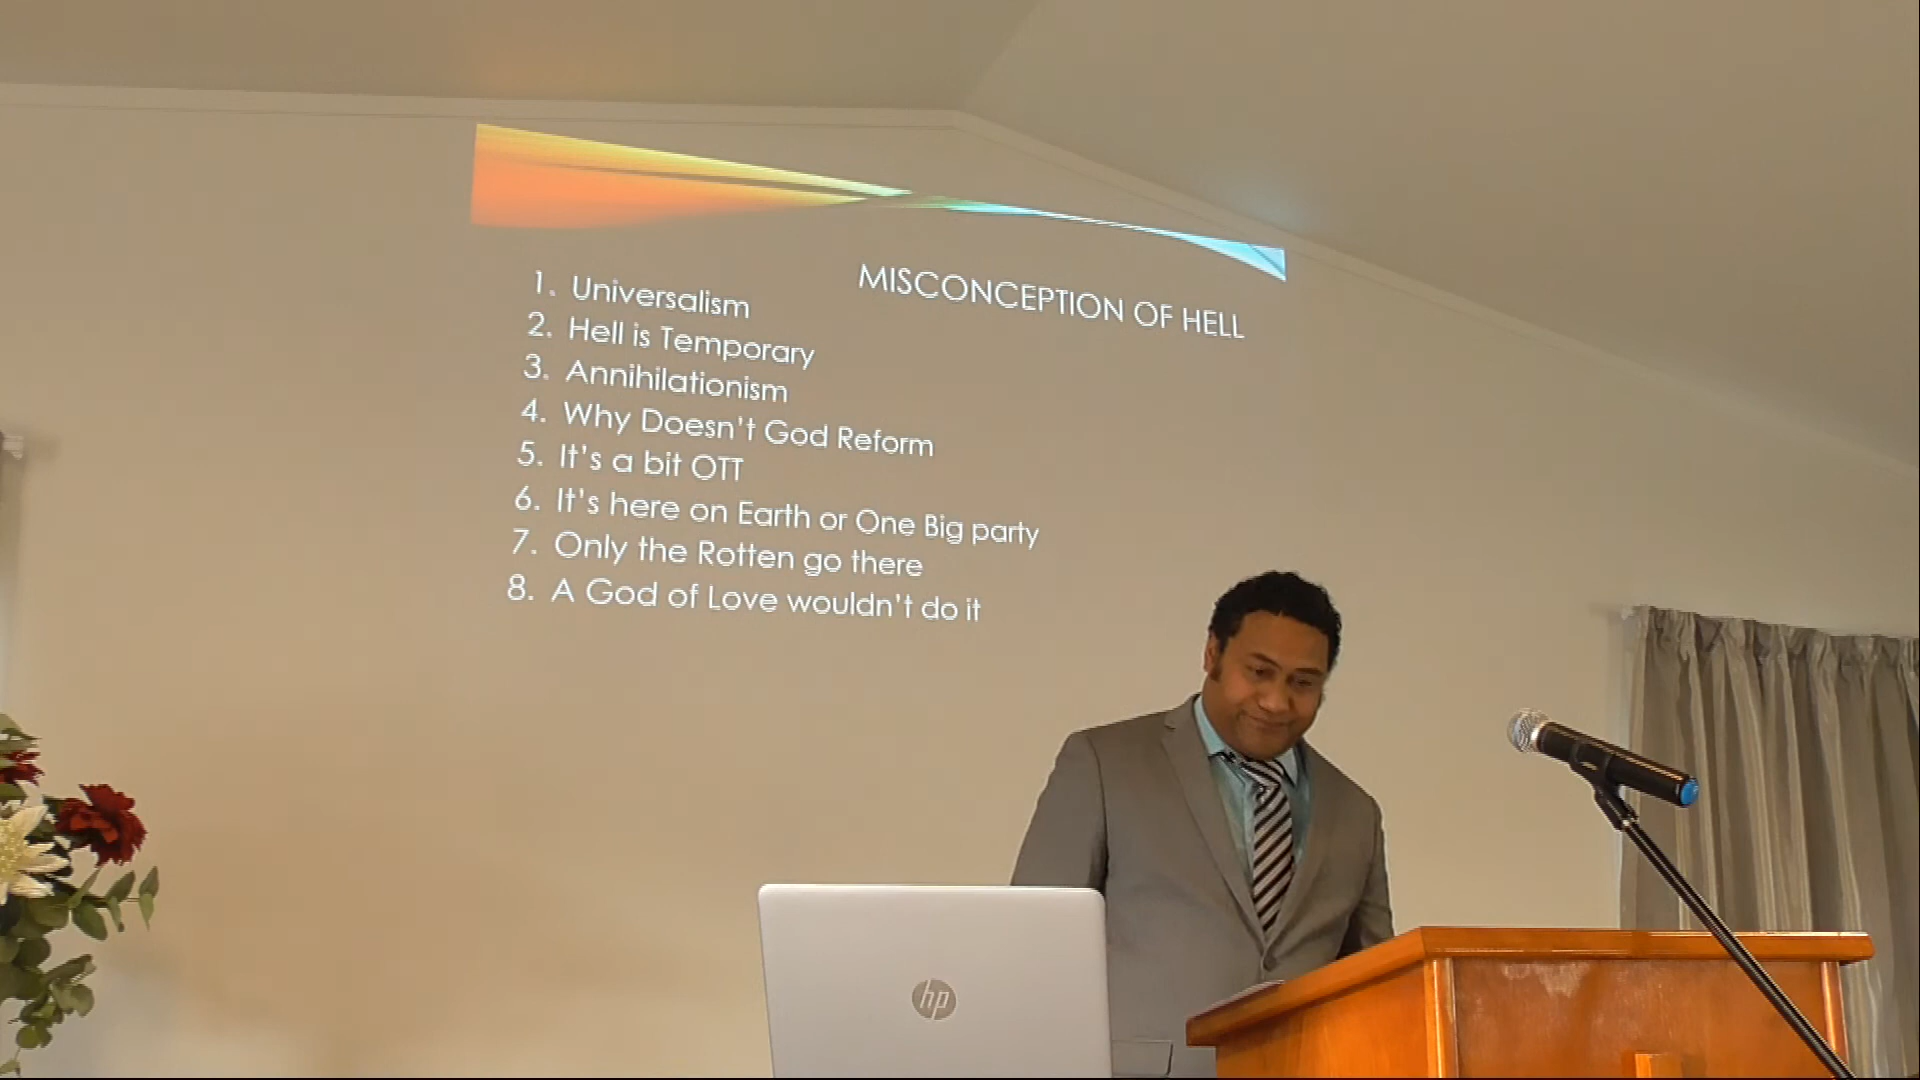 MISCONCEPTION OF HELL
1. Universalism
2. Hell is Temporary
3. Annihilationism
4. Why Doesn't God Reform
5. It's a bit OTT
6. It's here on Earth or One Big party
7. Only the Rotten go there
8. A God of Love wouldn't do it
hp